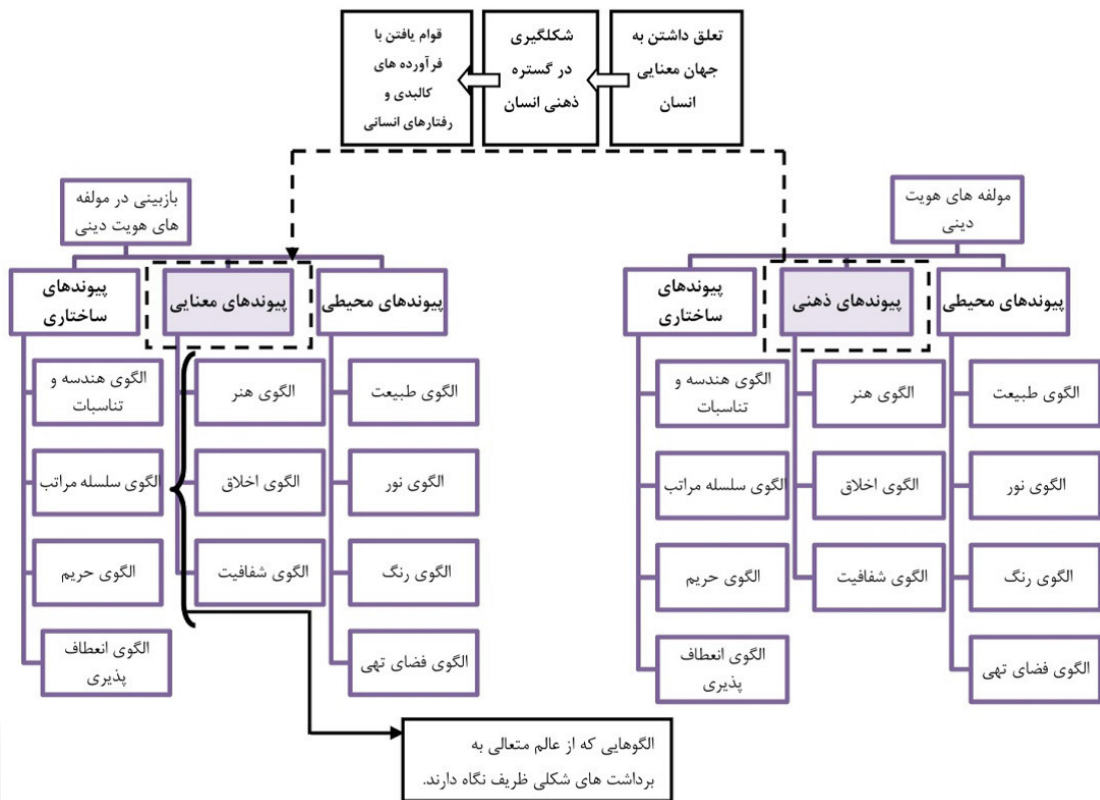 تعلق داشتن به
جهان معنایی
انسان
شکلگیری
در گستره
ذهنی انسان
قوام یافتن با
فرآورده های
کالبدی و
رفتارهای انسانی
مولفه های هویت
دینی
پیوندهای محیطی
پیوندهای ذهنی
پیوندهای
ساختاری
الگوی طبیعت
الگوی هنر
الگوی هندسه و
تناسبات
الگوی نور
الگوی اخلاق
الگوی سلسله مراتب
الگوی رنگ
الگوی شفافیت
الگوی حریم
الگوی فضای تهی
الگوی انعطاف
پذیری
بازبینی در مولفه
های هویت دینی
پیوندهای محیطی
پیوندهای معنایی
پیوندهای
ساختاری
الگوی طبیعت
الگوی هنر
الگوی هندسه و
تناسبات
الگوی نور
الگوی اخلاق
الگوی سلسله مراتب
الگوی رنگ
الگوی شفافیت
الگوی حریم
الگوی فضای تهی
الگوی انعطاف
پذیری
الگوهایی که از عالم متعالی به
برداشت های شکلی ظریف نگاه دارند.